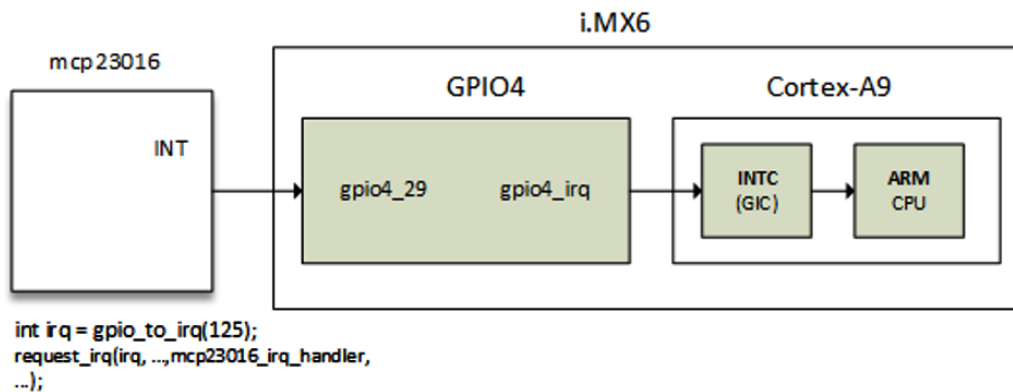 i.MX6
mcp23016
GPIO4
Cortex-A9
INT
gpio4_29
gpio4_irq
INTC
(GIC)
ARM
CPU
int irq = gpio_to_irq(125);
request_irq(irq, ...,mcp23016_irq_handler,
...);